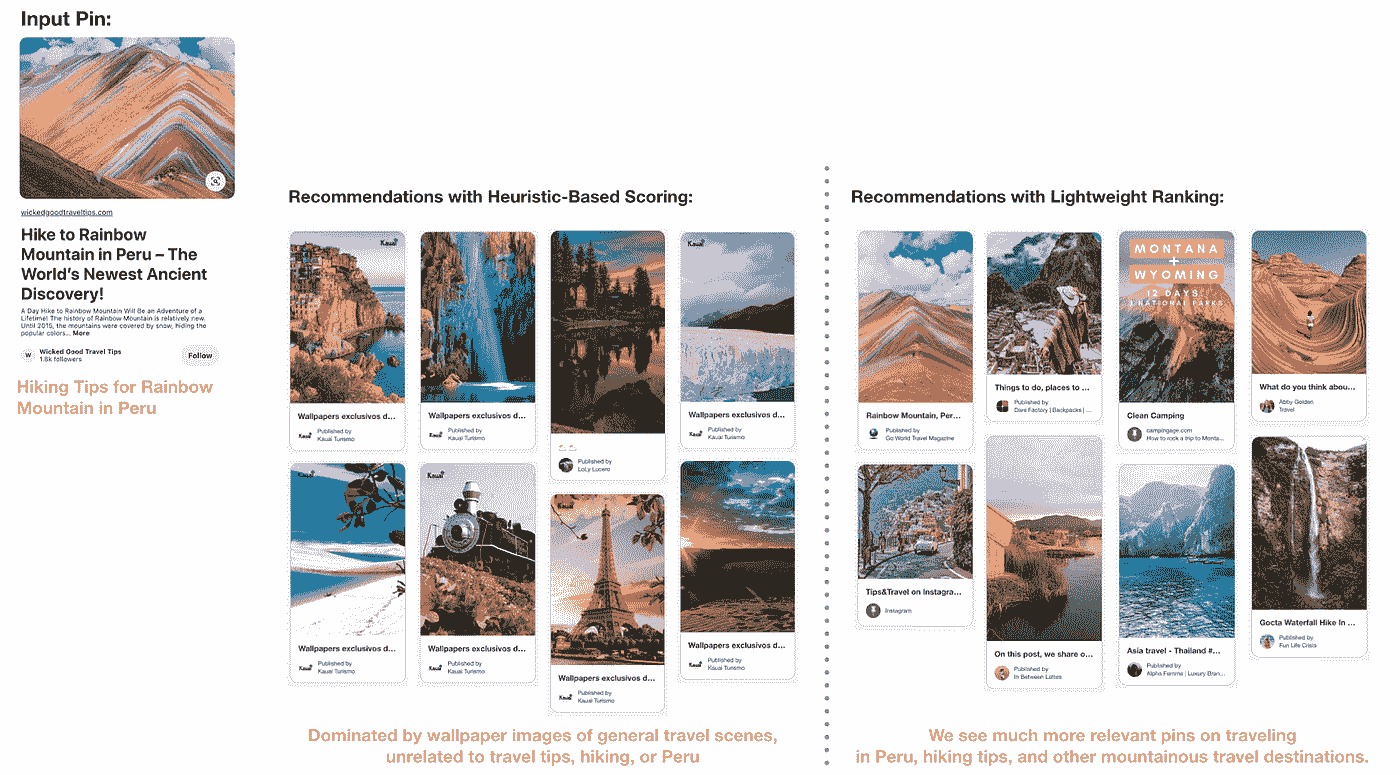 Input Pin:
wickedgoodtraveltips.com
Hike to Rainbow
Mountain in Peru – The
World's Newest Ancient
Discovery!
A Day Hike to Rainbow Mountain Will Be an Adventure of a
Lifetime! The history of Rainbow Mountain is relatively new.
Until 2015, the mountains were covered by snow, hiding the
popular colors... More
W
Wicked Good Travel Tips
1.8k followers
Follow
Hiking Tips for Rainbow
Mountain in Peru
Recommendations with Heuristic-Based Scoring:
Kauai
Wallpapers exclusivos d...
Kauai
Published by
Kauai Turismo
Wallpapers exclusivos d...
Kauai
Published by
Kauai Turismo
Published by
LoLy Lucero
Kauai
Wallpapers exclusivos d...
Kauai
Published by
Kauai Turismo
Wallpapers exclusivos d...
Kauai
Published by
Kauai Turismo
Kauai
Wallpapers exclusivos d...
Kauai
Published by
Kauai Turismo
Kauai
Wallpapers exclusivos d...
Kauai
Published by
Kauai Turismo
Wallpapers exclusivos d...
Kauai
Published by
Kauai Turismo
Dominated by wallpaper images of general travel scenes,
unrelated to travel tips, hiking, or Peru
Recommendations with Lightweight Ranking:
Rainbow Mountain, Per...
Published by
Go World Travel Magazine
Things to do, places to ...
Published by
Dare Factory | Backpacks | ...
MONTANA
+
WYOMING
12 DAYS
3 NATIONAL PARKS
Clean Camping
campingage.com
How to rock a trip to Monta...
What do you think abou...
Abby Golden
Travel
Tips&Travel on Instagra...
Instagram
On this post, we share o...
Published by
In Between Lattes
Asia travel - Thailand #...
Published by
Alpha Femme | Luxury Bran...
Gocta Waterfall Hike In ...
Published by
Fun Life Crisis
We see much more relevant pins on traveling
in Peru, hiking tips, and other mountainous travel destinations.